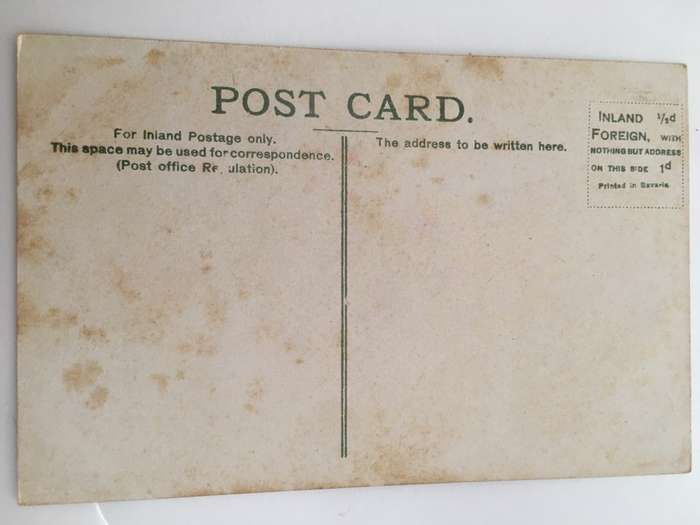 POST CARD.
For Inland Postage only.
This space may be used for correspondence.
(Post office Re ulation).
The address to be written here.
INLAND ½d
FOREIGN, WITH
NOTHING BUT ADDRESS
ON THIS SIDE 1d
Printed in Bavaria